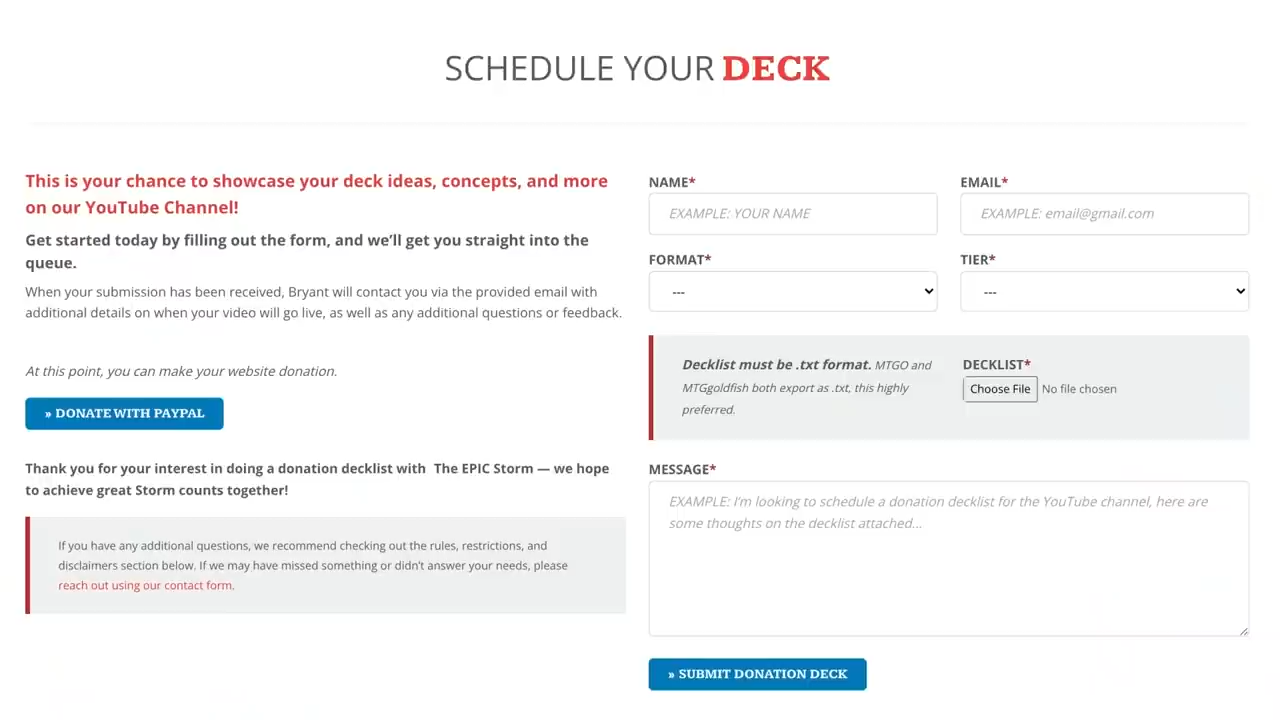 SCHEDULE YOUR DECK
This is your chance to showcase your deck ideas, concepts, and more
on our YouTube Channel!
Get started today by filling out the form, and we'll get you straight into the
queue.
When your submission has been received, Bryant will contact you via the provided email with
additional details on when your video will go live, as well as any additional questions or feedback.
At this point, you can make your website donation.
» DONATE WITH PAYPAL
Thank you for your interest in doing a donation decklist with The EPIC Storm — we hope
to achieve great Storm counts together!
If you have any additional questions, we recommend checking out the rules, restrictions, and
disclaimers section below. If we may have missed something or didn't answer your needs, please
reach out using our contact form.
NAME*
EXAMPLE: YOUR NAME
EMAIL*
EXAMPLE: email@gmail.com
FORMAT*
---
TIER*
---
Decklist must be .txt format. MTGO and
MTGgoldfish both export as .txt, this highly
preferred.
DECKLIST*
Choose File No file chosen
MESSAGE*
EXAMPLE: I'm looking to schedule a donation decklist for the YouTube channel, here are
some thoughts on the decklist attached...
» SUBMIT DONATION DECK